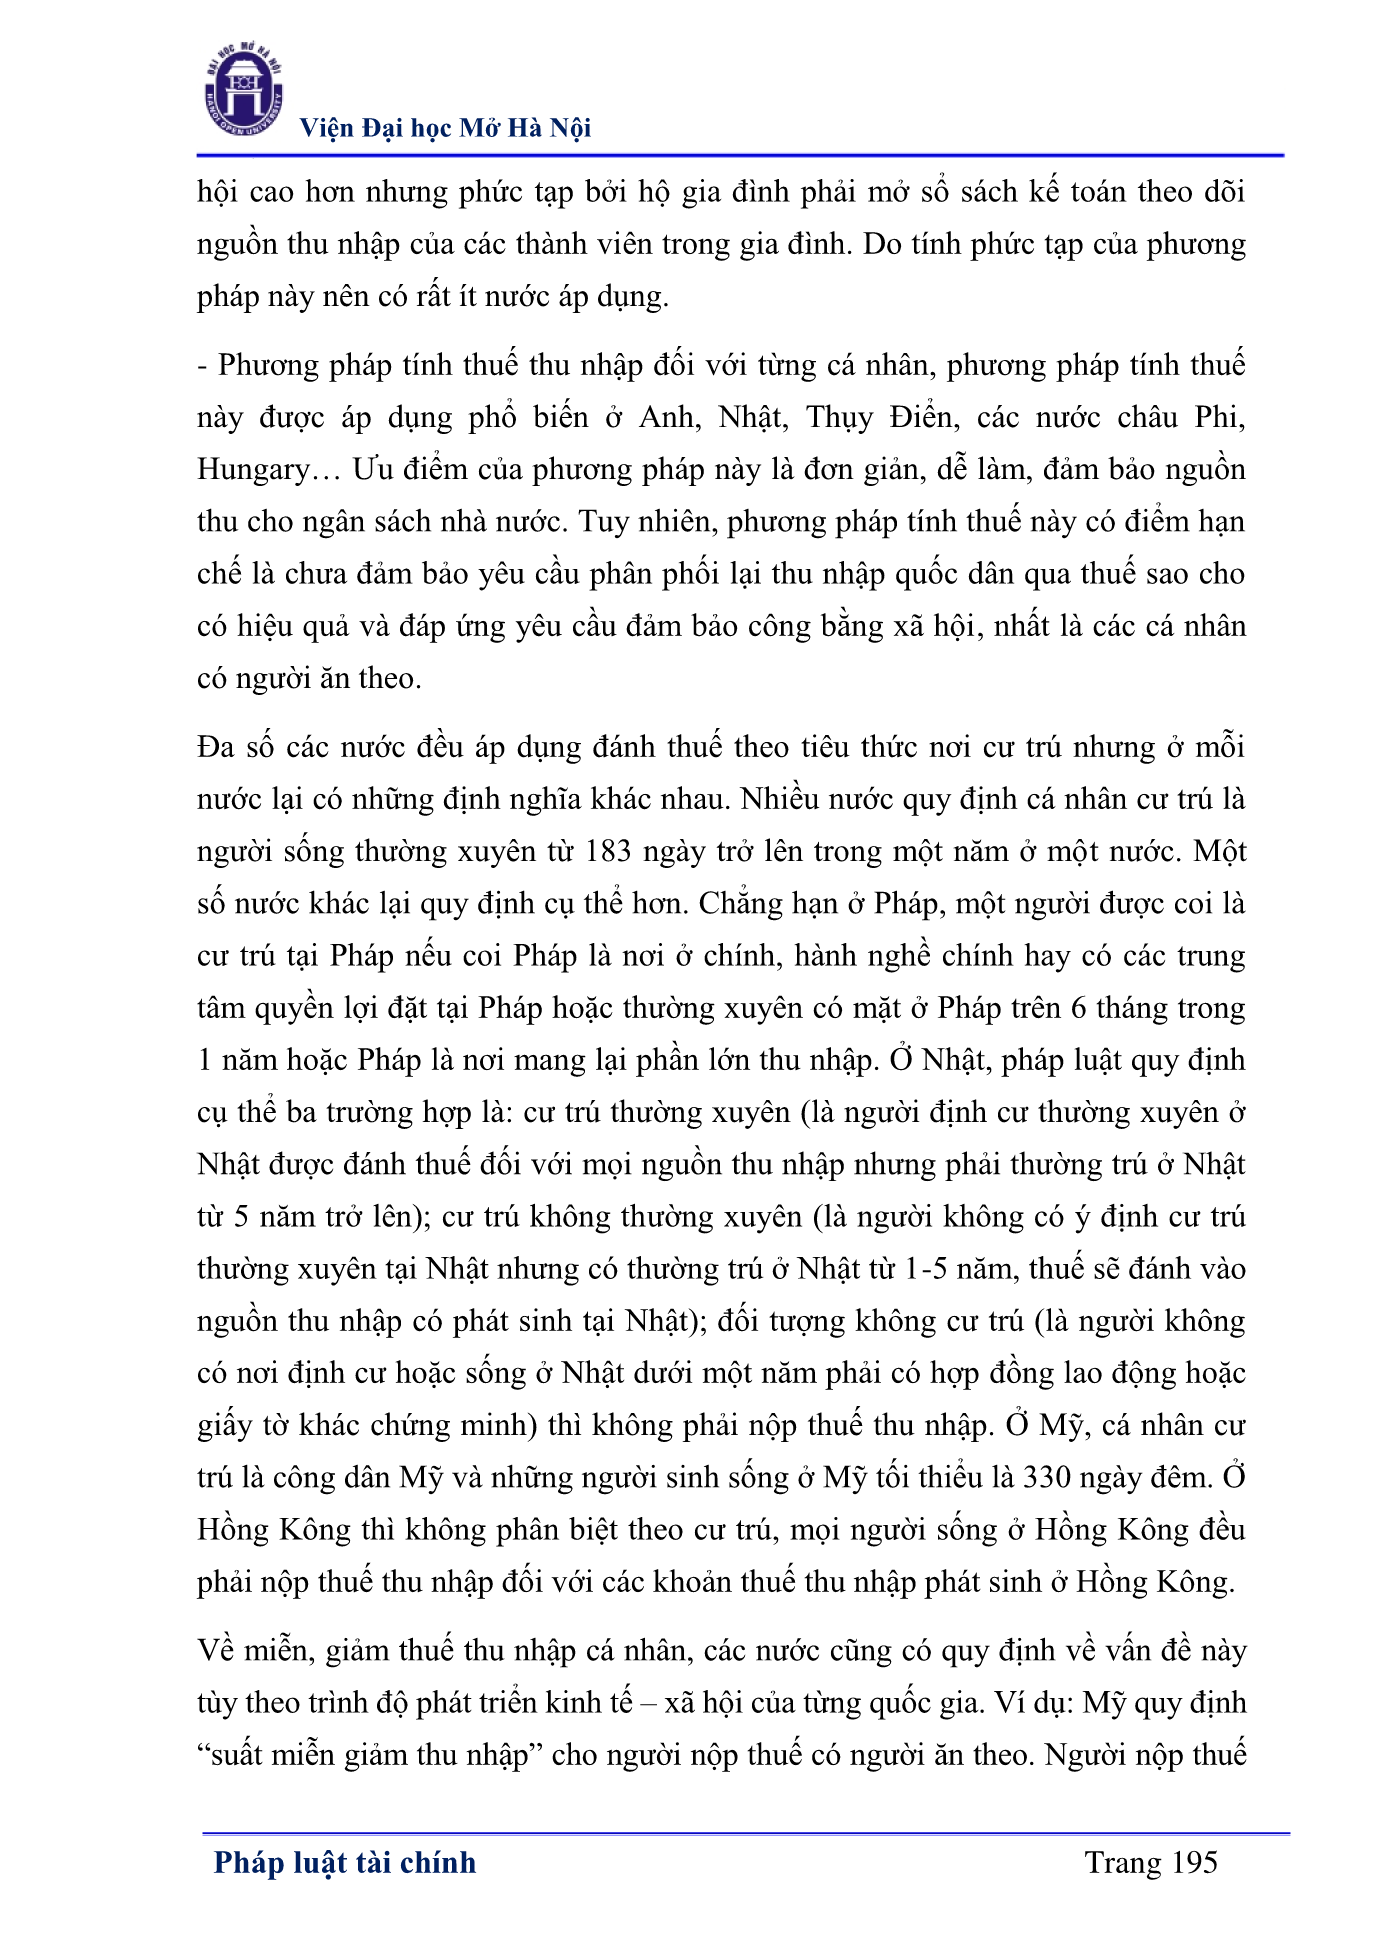 ĐẠI HỌC MỞ HÀ NỘI
HANOI OPEN UNIVERSITY
Viện Đại học Mở Hà Nội
hội cao hơn nhưng phức tạp bởi hộ gia đình phải mở sổ sách kế toán theo dõi
nguồn thu nhập của các thành viên trong gia đình. Do tính phức tạp của phương
pháp này nên có rất ít nước áp dụng.
- Phương pháp tính thuế thu nhập đối với từng cá nhân, phương pháp tính thuế
này được áp dụng phổ biến ở Anh, Nhật, Thụy Điển, các nước châu Phi,
Hungary… Ưu điểm của phương pháp này là đơn giản, dễ làm, đảm bảo nguồn
thu cho ngân sách nhà nước. Tuy nhiên, phương pháp tính thuế này có điểm hạn
chế là chưa đảm bảo yêu cầu phân phối lại thu nhập quốc dân qua thuế sao cho
có hiệu quả và đáp ứng yêu cầu đảm bảo công bằng xã hội, nhất là các cá nhân
có người ăn theo.
Đa số các nước đều áp dụng đánh thuế theo tiêu thức nơi cư trú nhưng ở mỗi
nước lại có những định nghĩa khác nhau. Nhiều nước quy định cá nhân cư trú là
người sống thường xuyên từ 183 ngày trở lên trong một năm ở một nước. Một
số nước khác lại quy định cụ thể hơn. Chẳng hạn ở Pháp, một người được coi là
cư trú tại Pháp nếu coi Pháp là nơi ở chính, hành nghề chính hay có các trung
tâm quyền lợi đặt tại Pháp hoặc thường xuyên có mặt ở Pháp trên 6 tháng trong
1 năm hoặc Pháp là nơi mang lại phần lớn thu nhập. Ở Nhật, pháp luật quy định
cụ thể ba trường hợp là: cư trú thường xuyên (là người định cư thường xuyên ở
Nhật được đánh thuế đối với mọi nguồn thu nhập nhưng phải thường trú ở Nhật
từ 5 năm trở lên); cư trú không thường xuyên (là người không có ý định cư trú
thường xuyên tại Nhật nhưng có thường trú ở Nhật từ 1-5 năm, thuế sẽ đánh vào
nguồn thu nhập có phát sinh tại Nhật); đối tượng không cư trú (là người không
có nơi định cư hoặc sống ở Nhật dưới một năm phải có hợp đồng lao động hoặc
giấy tờ khác chứng minh) thì không phải nộp thuế thu nhập. Ở Mỹ, cá nhân cư
trú là công dân Mỹ và những người sinh sống ở Mỹ tối thiểu là 330 ngày đêm. Ở
Hồng Kông thì không phân biệt theo cư trú, mọi người sống ở Hồng Kông đều
phải nộp thuế thu nhập đối với các khoản thuế thu nhập phát sinh ở Hồng Kông.
Về miễn, giảm thuế thu nhập cá nhân, các nước cũng có quy định về vấn đề này
tùy theo trình độ phát triển kinh tế – xã hội của từng quốc gia. Ví dụ: Mỹ quy định
“suất miễn giảm thu nhập” cho người nộp thuế có người ăn theo. Người nộp thuế
Pháp luật tài chính
Trang 195